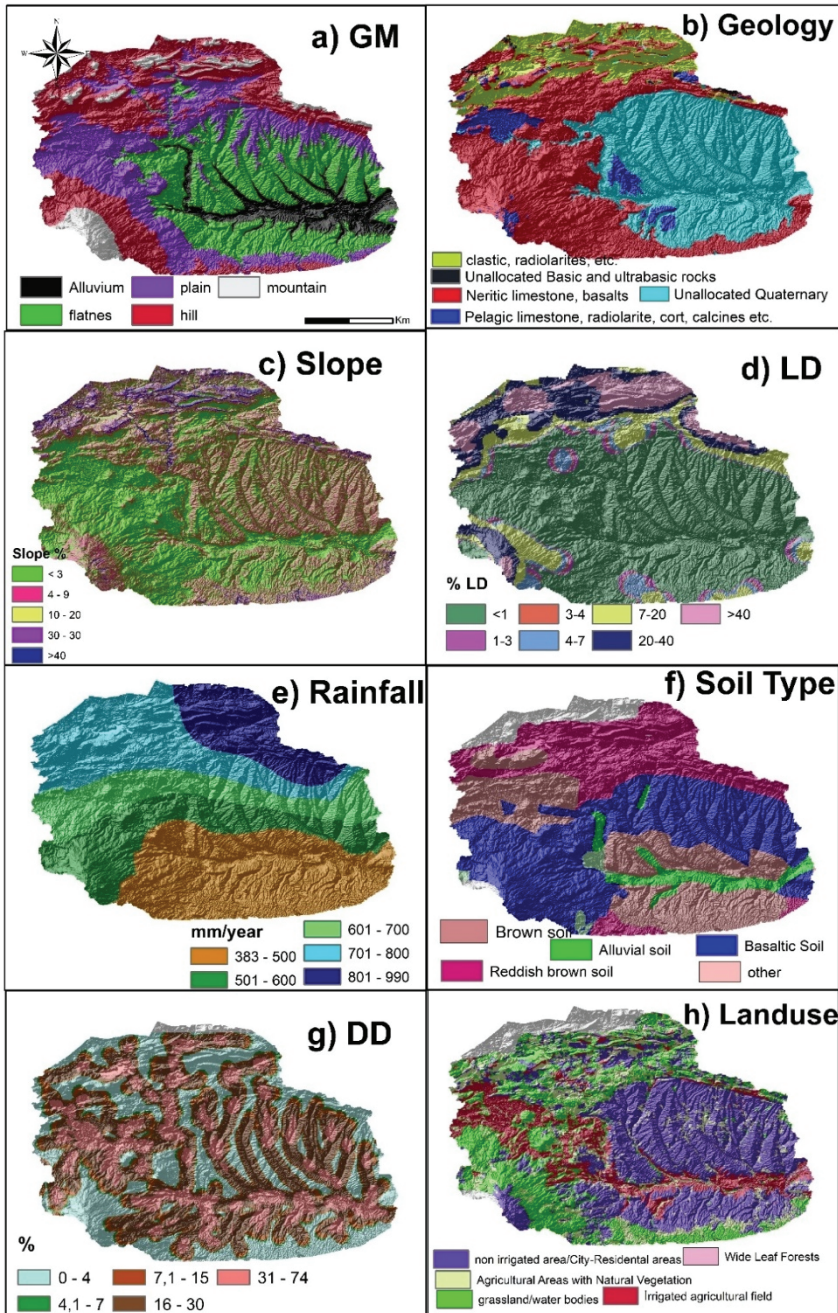 a) GM
N
W
E
S
Alluvium
plain
mountain
flatnes
hill
Km
b) Geology
clastic, radiolarites, etc.
Unallocated Basic and ultrabasic rocks
Neritic limestone, basalts
Unallocated Quaternary
Pelagic limestone, radiolarite, cort, calcines etc.
c) Slope
Slope %
< 3
4 - 9
10 - 20
30 - 30
>40
d) LD
% LD
<1
3-4
7-20
>40
1-3
4-7
20-40
e) Rainfall
mm/year
601 - 700
383 - 500
701 - 800
501 - 600
801 - 990
f) Soil Type
Brown soil
Alluvial soil
Basaltic Soil
Reddish brown soil
other
g) DD
%
0 - 4
7,1 - 15
31 - 74
4,1 - 7
16 - 30
h) Landuse
non irrigated area/City-Residental areas
Wide Leaf Forests
Agricultural Areas with Natural Vegetation
grassland/water bodies
Irrigated agricultural field